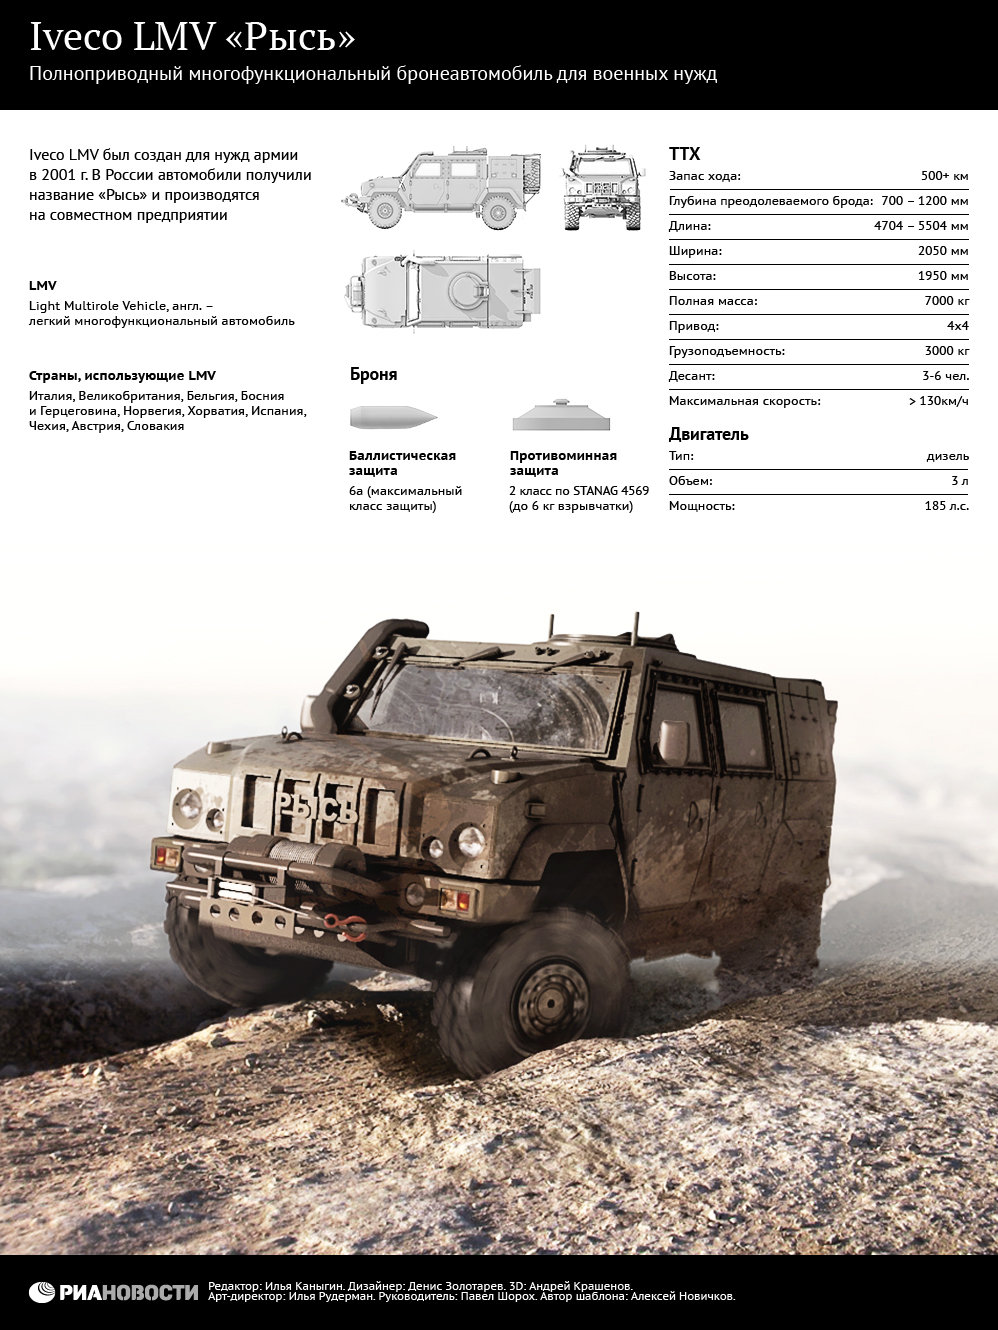 Iveco LMV «Рысь»
Полноприводный многофункциональный бронеавтомобиль для военных нужд
Iveco LMV был создан для нужд армии
в 2001 г. В России автомобили получили
название «Рысь» и производятся
на совместном предприятии
LMV
Light Multirole Vehicle, англ. –
легкий многофункциональный автомобиль
Страны, использующие LMV
Италия, Великобритания, Бельгия, Босния
и Герцеговина, Норвегия, Хорватия, Испания,
Чехия, Австрия, Словакия
Броня
Баллистическая
защита
6а (максимальный
класс защиты)
Противоминная
защита
2 класс по STANAG 4569
(до 6 кг взрывчатки)
ТТХ
Запас хода: 500+ км
Глубина преодолеваемого брода: 700 – 1200 мм
Длина: 4704 – 5504 мм
Ширина: 2050 мм
Высота: 1950 мм
Полная масса: 7000 кг
Привод: 4х4
Грузоподъемность: 3000 кг
Десант: 3-6 чел.
Максимальная скорость: > 130км/ч
Двигатель
Тип: дизель
Объем: 3 л
Мощность: 185 л.с.
РЫСЬ
РИАНОВОСТИ
Редактор: Илья Каныгин. Дизайнер: Денис Золотарев. 3D: Андрей Крашенов.
Арт-директор: Илья Рудерман. Руководитель: Павел Шорох. Автор шаблона: Алексей Новичков.